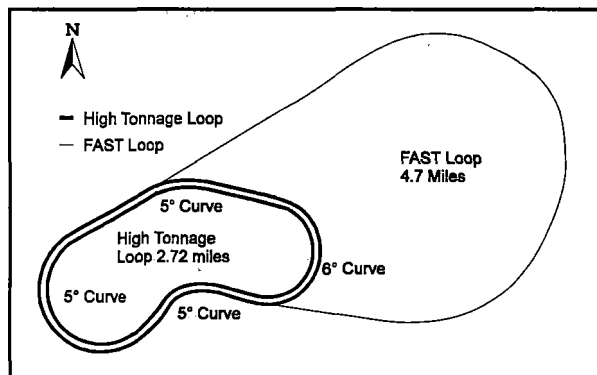 N
High Tonnage Loop
FAST Loop
FAST Loop
4.7 Miles
5° Curve
High Tonnage
Loop 2.72 miles
6° Curve
5° Curve
5° Curve